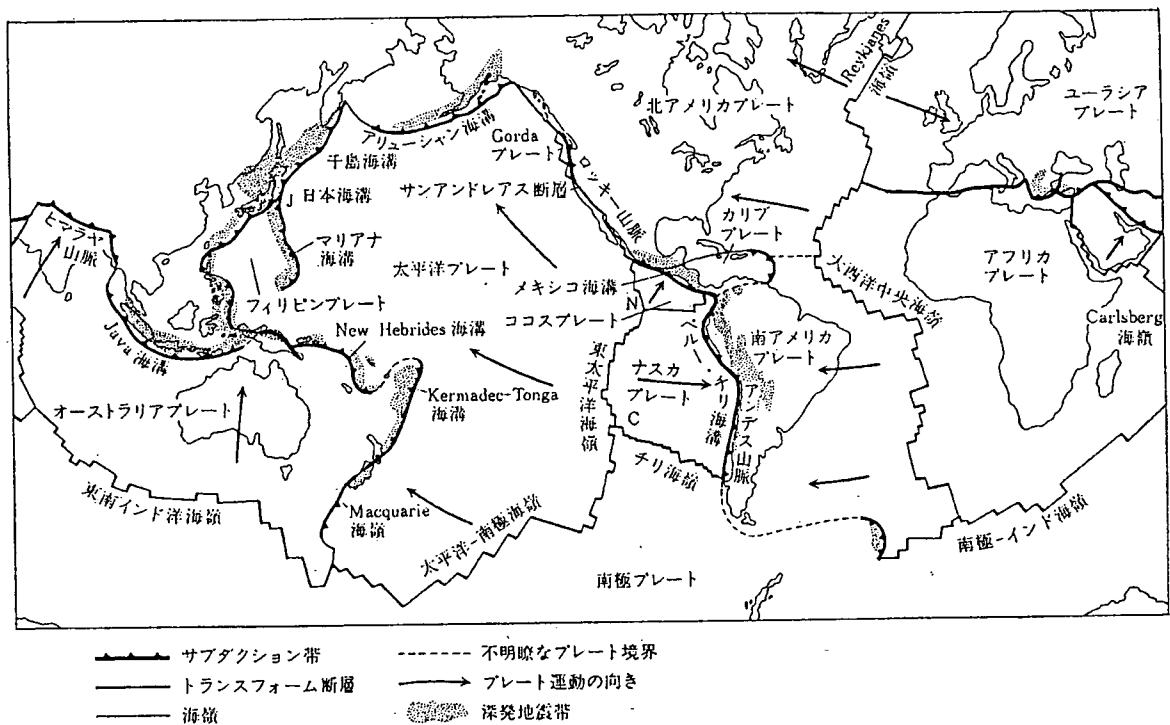 Reykjanes
海嶺
北アメリカプレート
ユーラシア
プレート
アリューシャン海溝
Gorda
プレート
千島海溝
日本海溝
サンアンドレアス断層
ロッキー山脈
ヒマラヤ
山脈
マリアナ
海溝
太平洋プレート
カリブ
プレート
アフリカ
プレート
大西洋中央海嶺
メキシコ海溝
フィリピンプレート
N
ココスプレート
New Hebrides 海溝
Carlsberg
海嶺
Java 海溝
ペルー-チリ海溝
南アメリカ
プレート
東太平洋海嶺
ナスカ
プレート
C
Kermadec-Tonga
海溝
オーストラリアプレート
アンデス山脈
チリ海嶺
東南インド洋海嶺
Macquarie
海嶺
太平洋-南極海嶺
南極-インド海嶺
南極プレート
サブダクション帯
不明瞭なプレート境界
トランスフォーム断層
プレート運動の向き
海嶺
深発地震帯